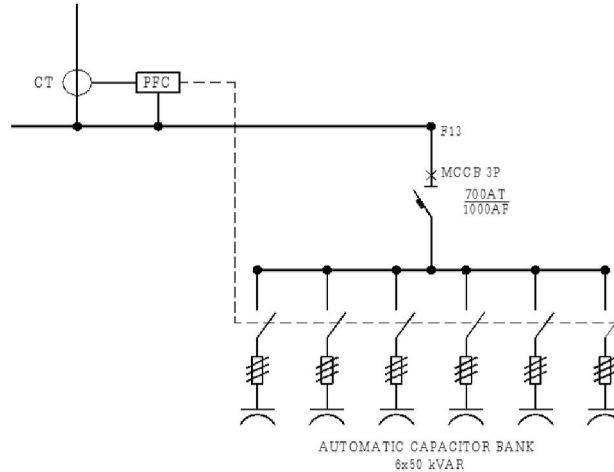 CT
PFC
F13
MCCB 3P
700AT
1000AF
AUTOMATIC CAPACITOR BANK
6x50 kVAR